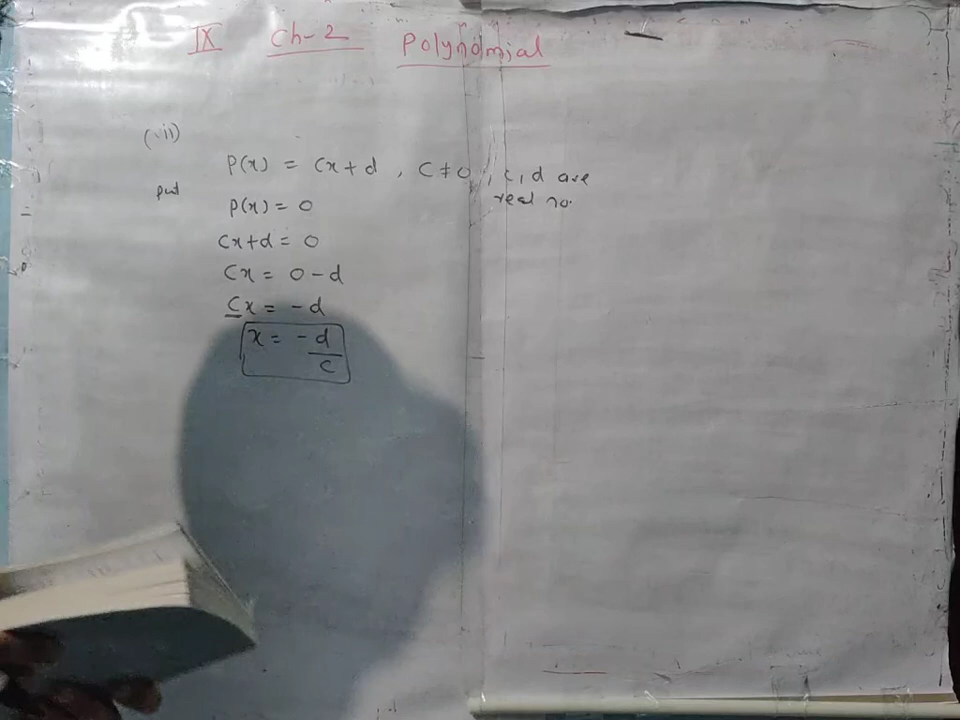 IX Ch-2 Polynomial
(vii)
P(x) = Cx + d , C ≠ 0 , c, d are
real no.
put
P(x) = 0
Cx + d = 0
Cx = 0 - d
Cx = - d
x = - d/c